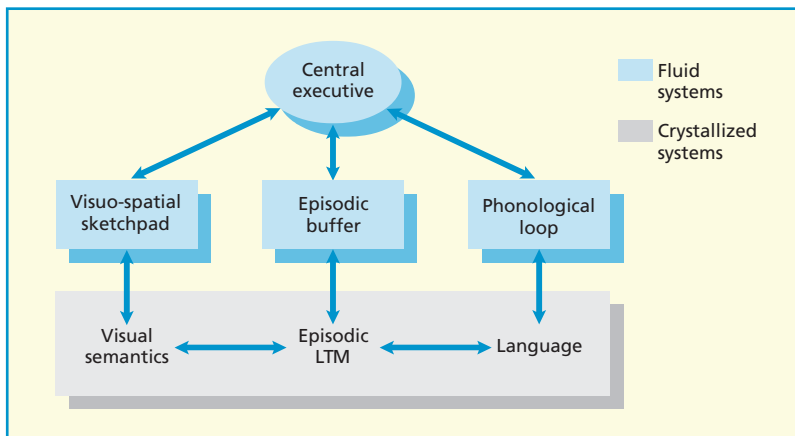 Central
executive
Fluid
systems
Crystallized
systems
Visuo-spatial
sketchpad
Episodic
buffer
Phonological
loop
Visual
semantics
Episodic
LTM
Language